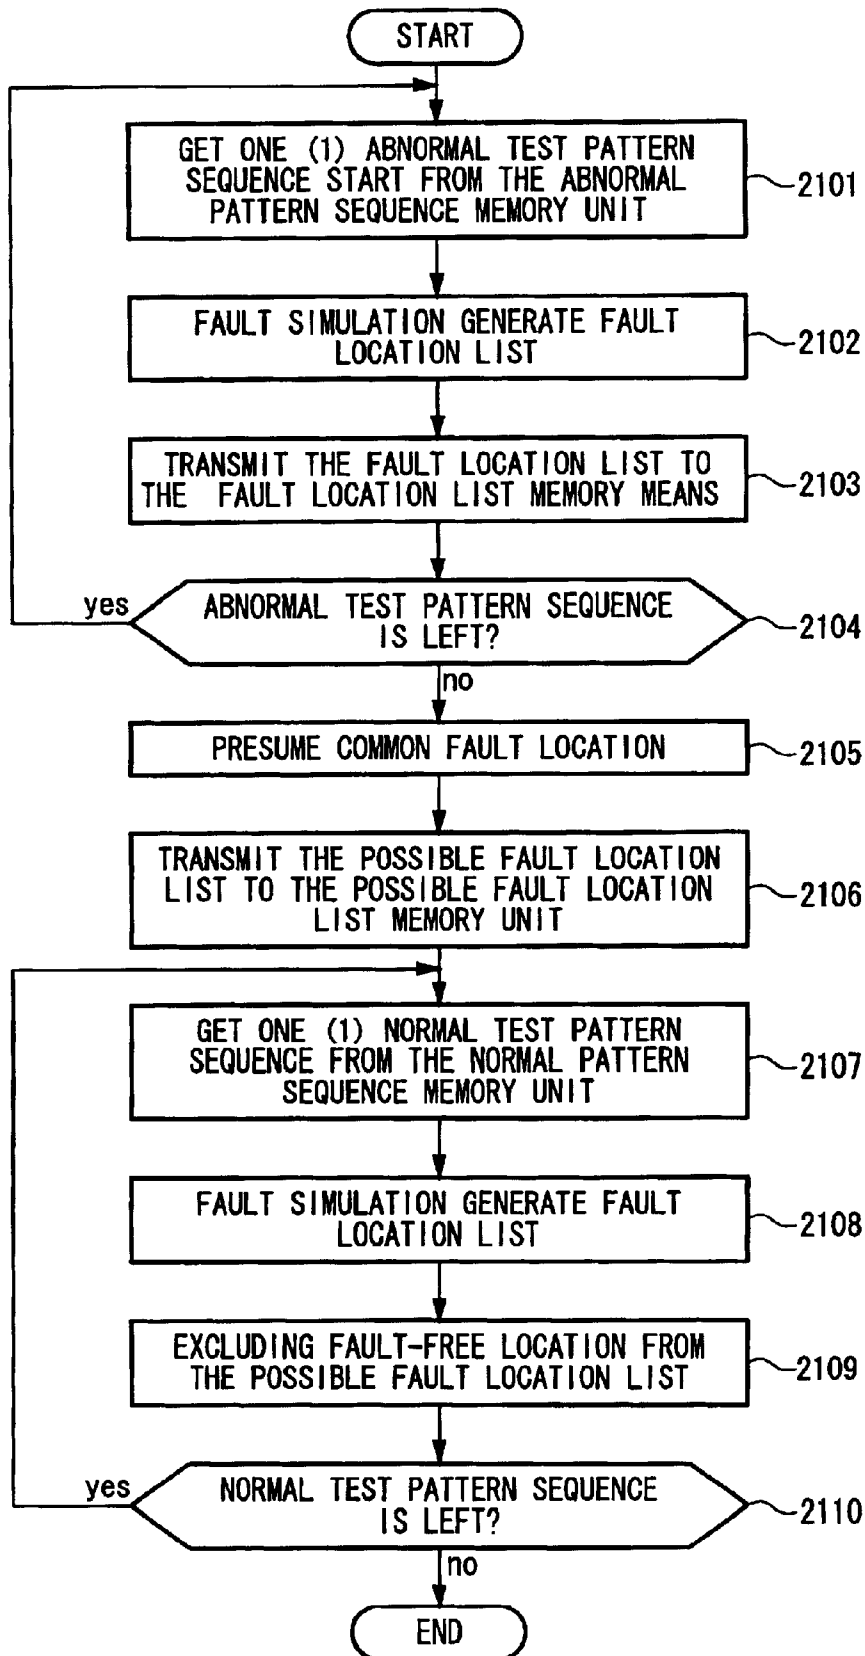 START
GET ONE (1) ABNORMAL TEST PATTERN
SEQUENCE START FROM THE ABNORMAL
PATTERN SEQUENCE MEMORY UNIT
2101
FAULT SIMULATION GENERATE FAULT
LOCATION LIST
2102
TRANSMIT THE FAULT LOCATION LIST TO
THE FAULT LOCATION LIST MEMORY MEANS
2103
yes
ABNORMAL TEST PATTERN SEQUENCE
IS LEFT?
2104
no
PRESUME COMMON FAULT LOCATION
2105
TRANSMIT THE POSSIBLE FAULT LOCATION
LIST TO THE POSSIBLE FAULT LOCATION
LIST MEMORY UNIT
2106
GET ONE (1) NORMAL TEST PATTERN
SEQUENCE FROM THE NORMAL PATTERN
SEQUENCE MEMORY UNIT
2107
FAULT SIMULATION GENERATE FAULT
LOCATION LIST
2108
EXCLUDING FAULT-FREE LOCATION FROM
THE POSSIBLE FAULT LOCATION LIST
2109
yes
NORMAL TEST PATTERN SEQUENCE
IS LEFT?
2110
no
END